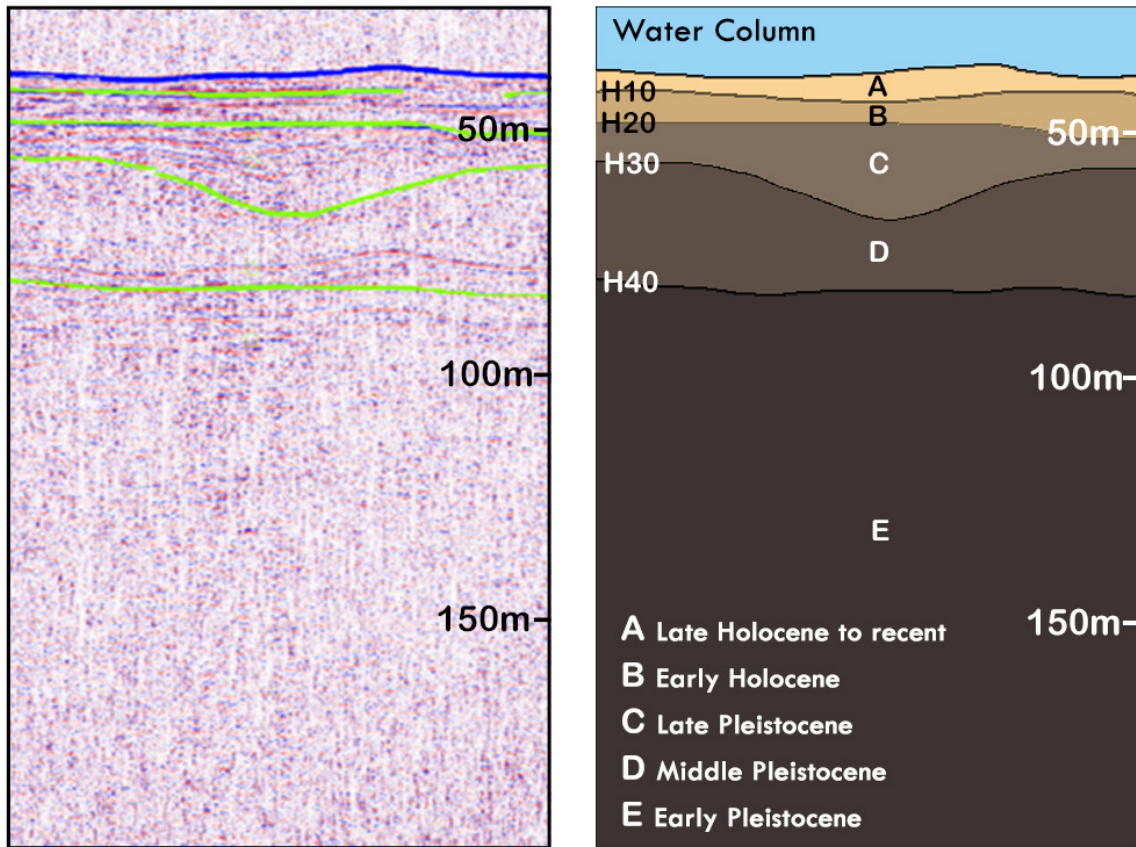 50m
100m
150m
Water Column
A
H10
B
H20
50m
H30
C
D
H40
100m
E
150m
A Late Holocene to recent
B Early Holocene
C Late Pleistocene
D Middle Pleistocene
E Early Pleistocene